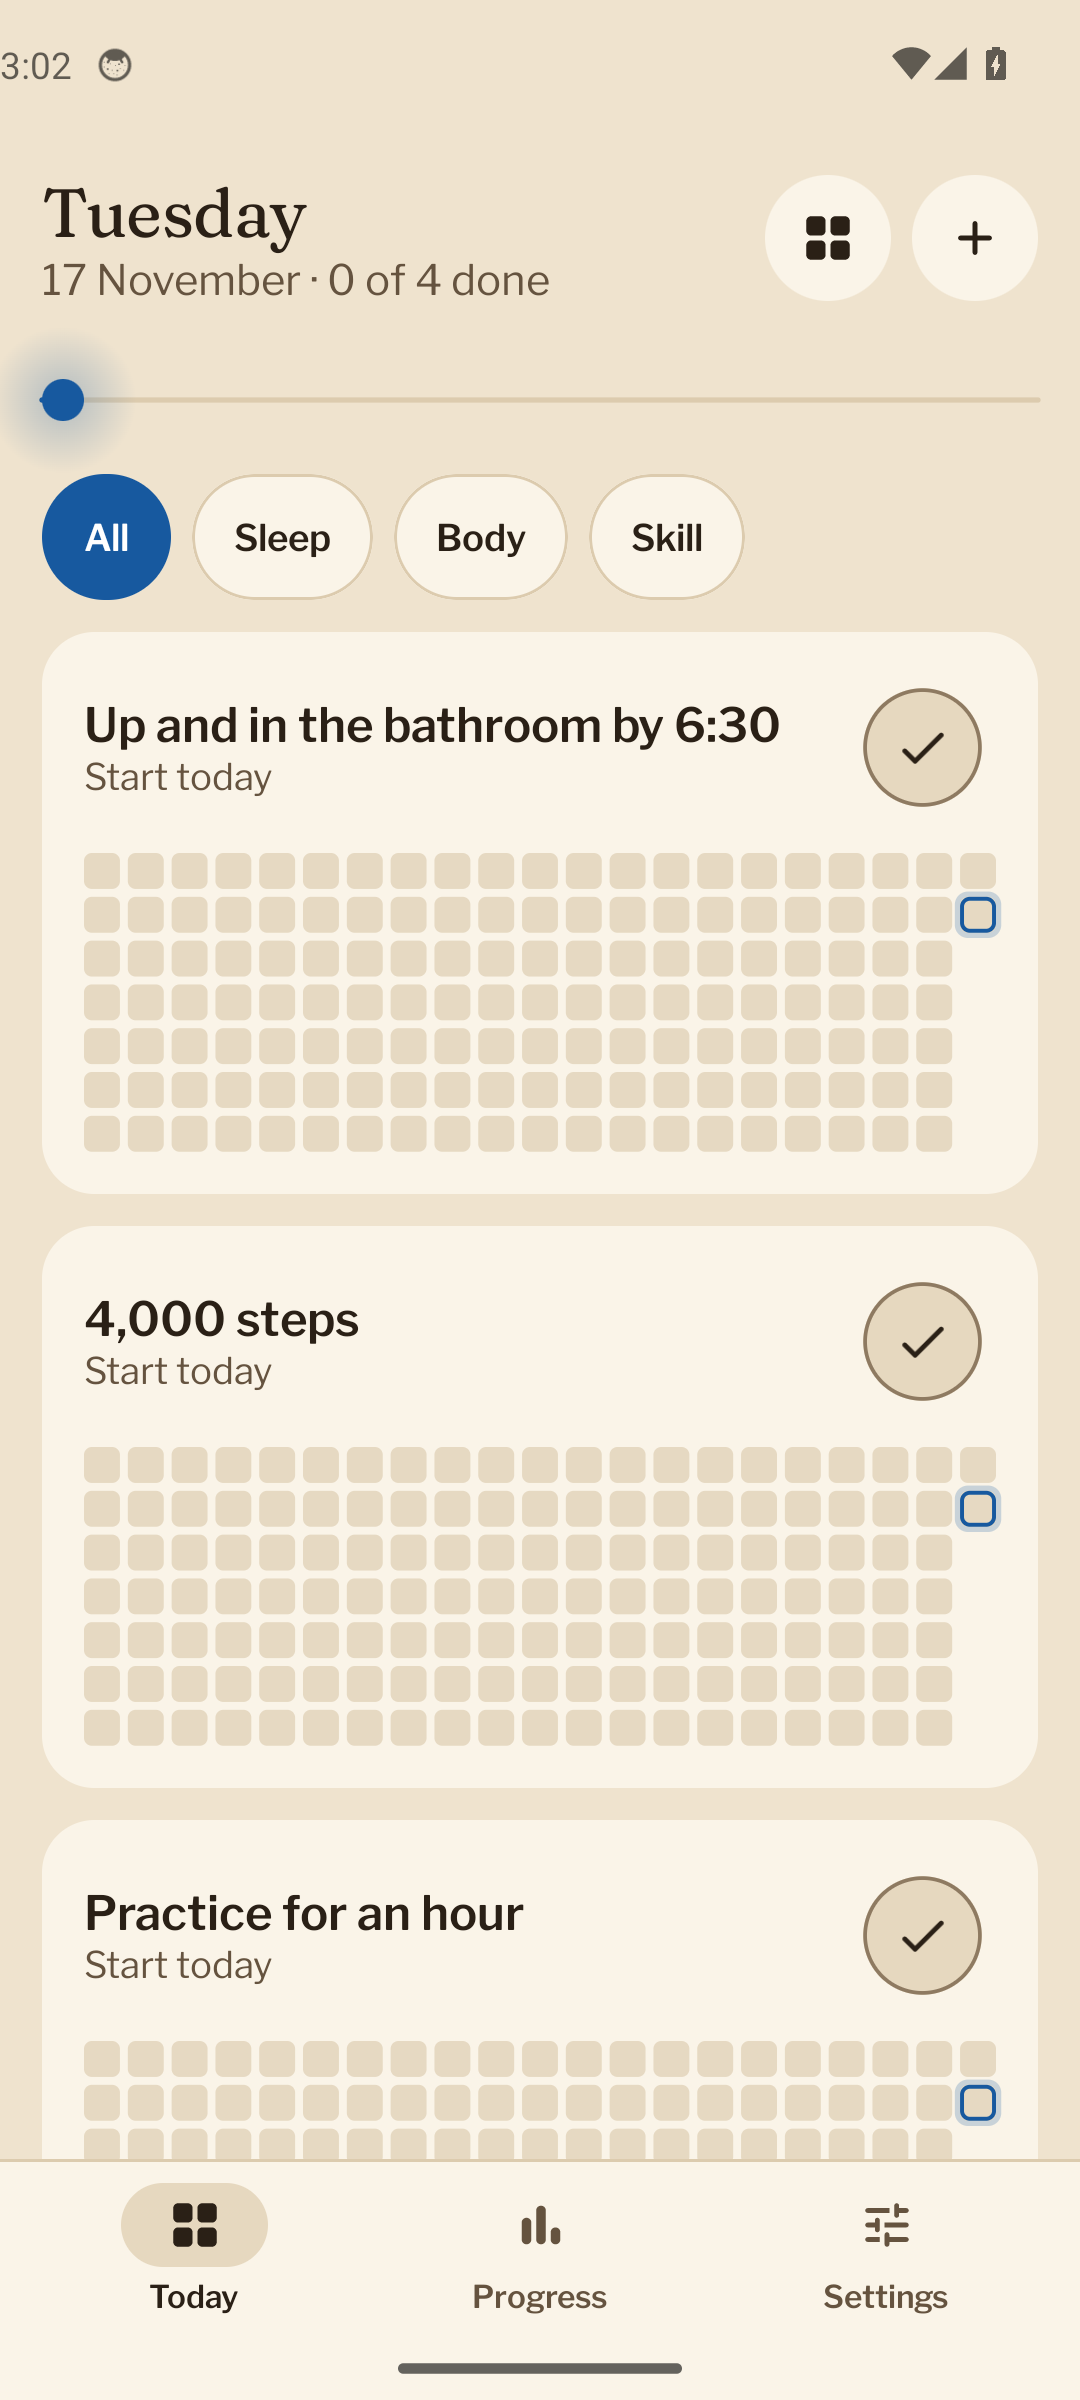 3:02
Tuesday
17 November · 0 of 4 done
All
Sleep
Body
Skill
Up and in the bathroom by 6:30
Start today
4,000 steps
Start today
Practice for an hour
Start today
Today
Progress
Settings